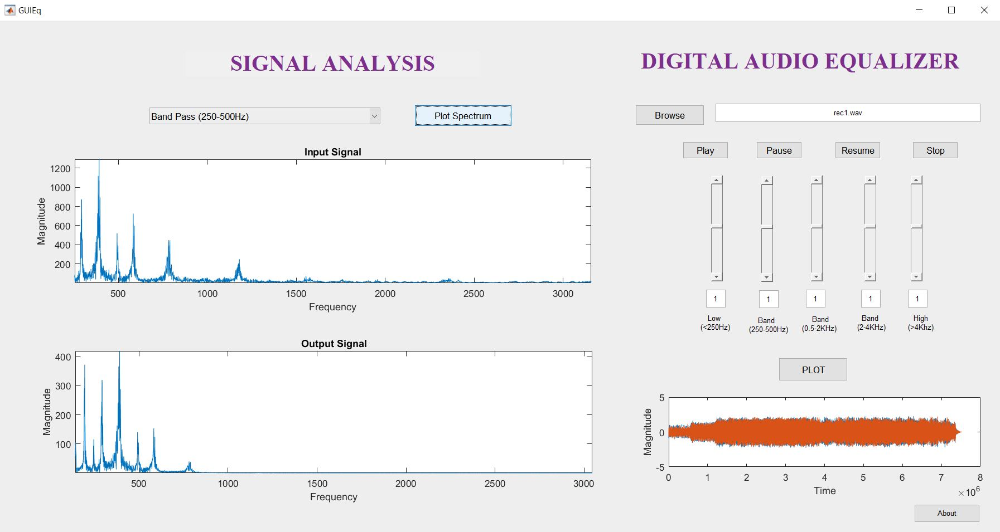 GUIEq
SIGNAL ANALYSIS
Band Pass (250-500Hz)
Plot Spectrum
Input Signal
Magnitude
1200
1000
800
600
400
200
500 1000 1500 2000 2500 3000
Frequency
Output Signal
Magnitude
400
300
200
100
500 1000 1500 2000 2500 3000
Frequency
DIGITAL AUDIO EQUALIZER
Browse
rec1.wav
Play Pause Resume Stop
1 1 1 1 1
Low
(<250Hz)
Band
(250-500Hz)
Band
(0.5-2KHz)
Band
(2-4KHz)
High
(>4Khz)
PLOT
Magnitude
5
0
-5
0 1 2 3 4 5 6 7 8
Time
×10^6
About